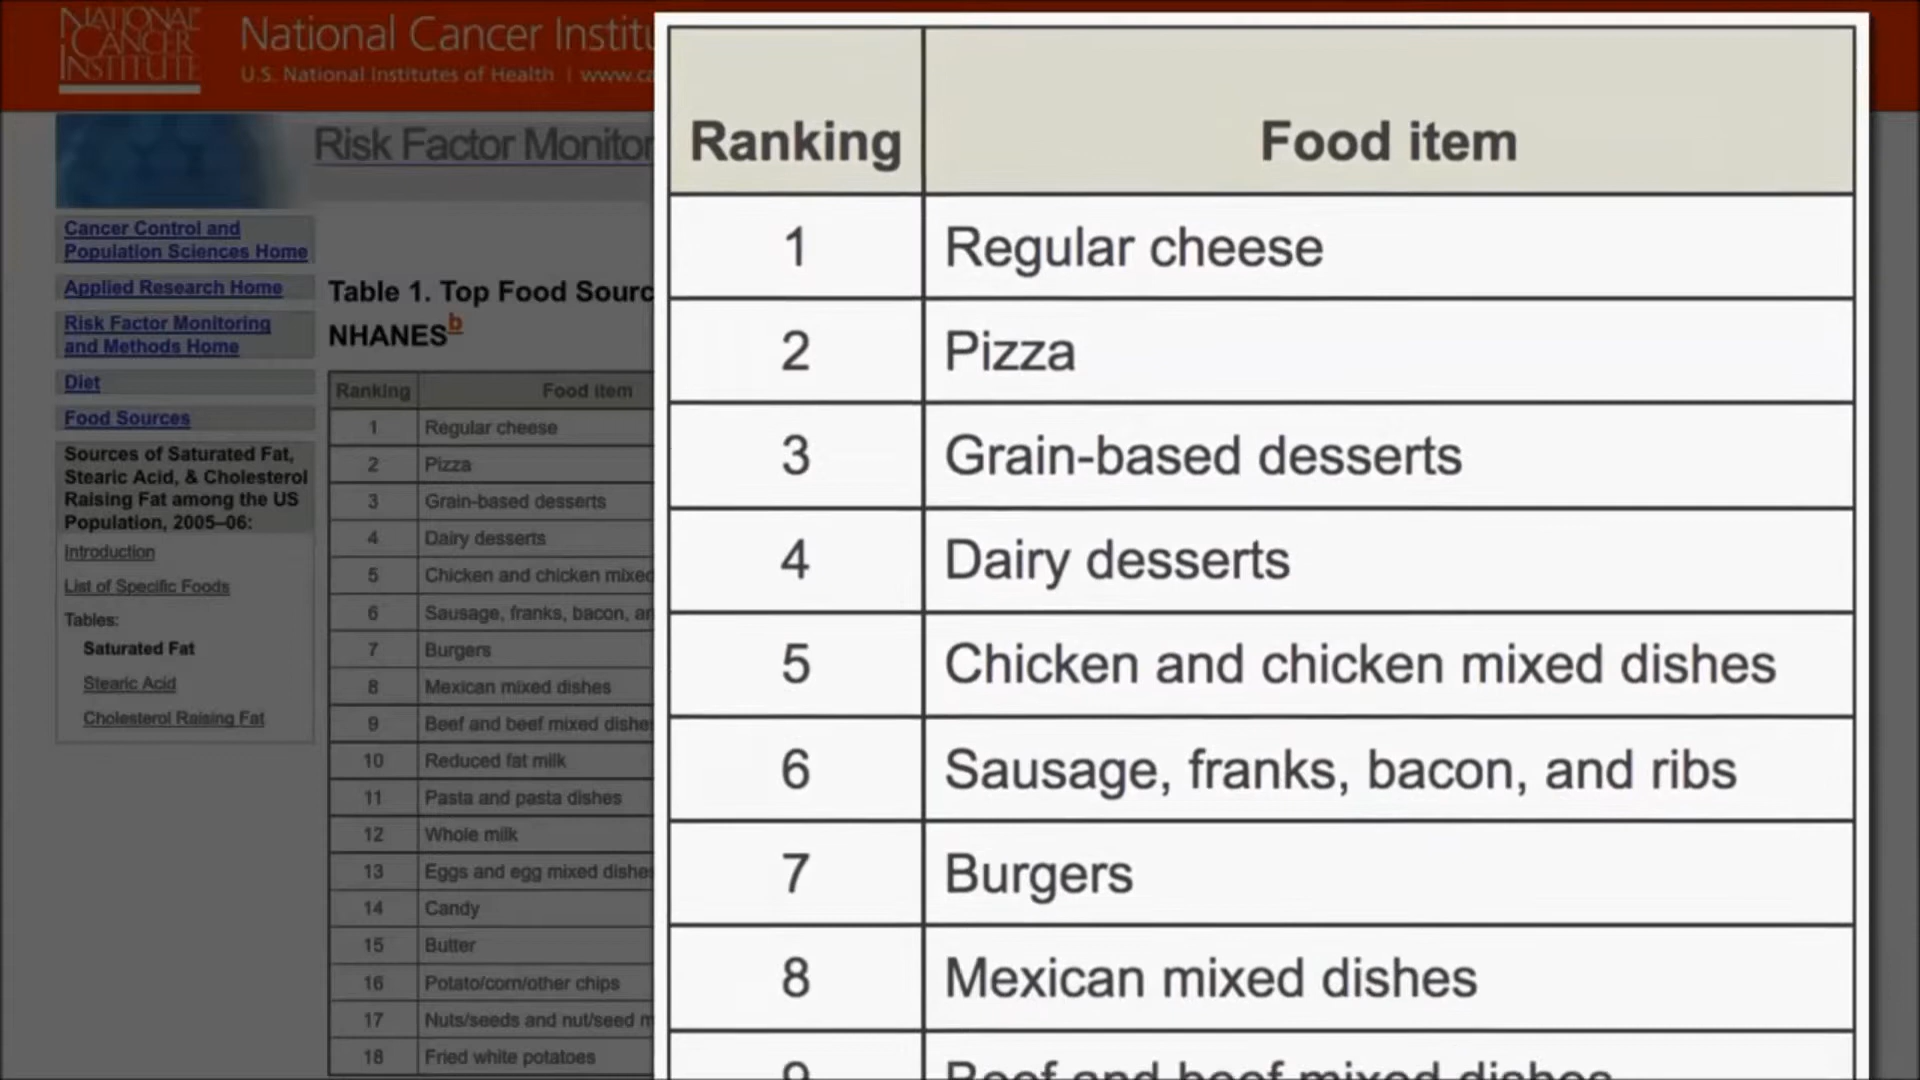 NATIONAL
CANCER
INSTITUTE
National Cancer Institu
U.S. National Institutes of Health | www.ca
Risk Factor Monitor
Cancer Control and
Population Sciences Home
Applied Research Home
Risk Factor Monitoring
and Methods Home
Diet
Food Sources
Sources of Saturated Fat,
Stearic Acid, & Cholesterol
Raising Fat among the US
Population, 2005–06:
Introduction
List of Specific Foods
Tables:
Saturated Fat
Stearic Acid
Cholesterol Raising Fat
Table 1. Top Food Sourc
NHANES b
Ranking Food item
1 Regular cheese
2 Pizza
3 Grain-based desserts
4 Dairy desserts
5 Chicken and chicken mixed
6 Sausage, franks, bacon, an
7 Burgers
8 Mexican mixed dishes
9 Beef and beef mixed dishe
10 Reduced fat milk
11 Pasta and pasta dishes
12 Whole milk
13 Eggs and egg mixed dishe
14 Candy
15 Butter
16 Potato/corn/other chips
17 Nuts/seeds and nut/seed m
18 Fried white potatoes
Ranking Food item
1 Regular cheese
2 Pizza
3 Grain-based desserts
4 Dairy desserts
5 Chicken and chicken mixed dishes
6 Sausage, franks, bacon, and ribs
7 Burgers
8 Mexican mixed dishes
9 Beef and beef mixed dishes